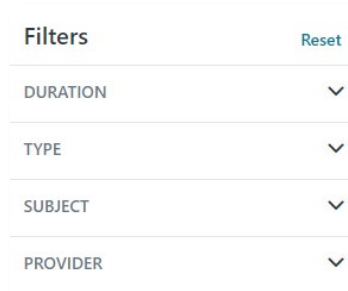 Filters Reset
DURATION
TYPE
SUBJECT
PROVIDER